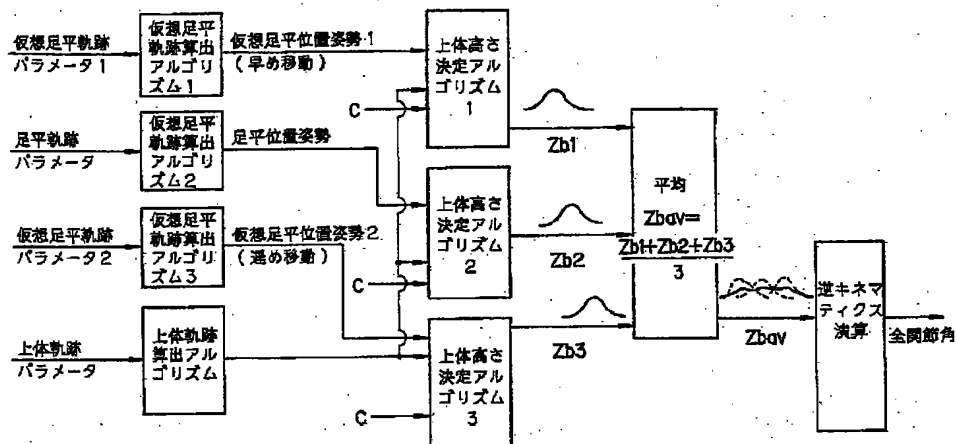 仮想足平軌跡
パラメータ1
仮想足平
軌跡算出
アルゴリ
ズム1
仮想足平位置姿勢1
(早め移動)
C
上体高さ
決定アル
ゴリズム
1
Zb1
足平軌跡
パラメータ
仮想足平
軌跡算出
アルゴリ
ズム2
足平位置姿勢
上体高さ
決定アル
ゴリズム
2
C
Zb2
仮想足平軌跡
パラメータ2
仮想足平
軌跡算出
アルゴリ
ズム3
仮想足平位置姿勢2
(遅め移動)
上体軌跡
パラメータ
上体軌跡
算出アル
ゴリズム
上体高さ
決定アル
ゴリズム
3
C
Zb3
平均
Zbav=
Zb1+Zb2+Zb3
3
Zbav
逆キネマ
ティクス
演算
全関節角